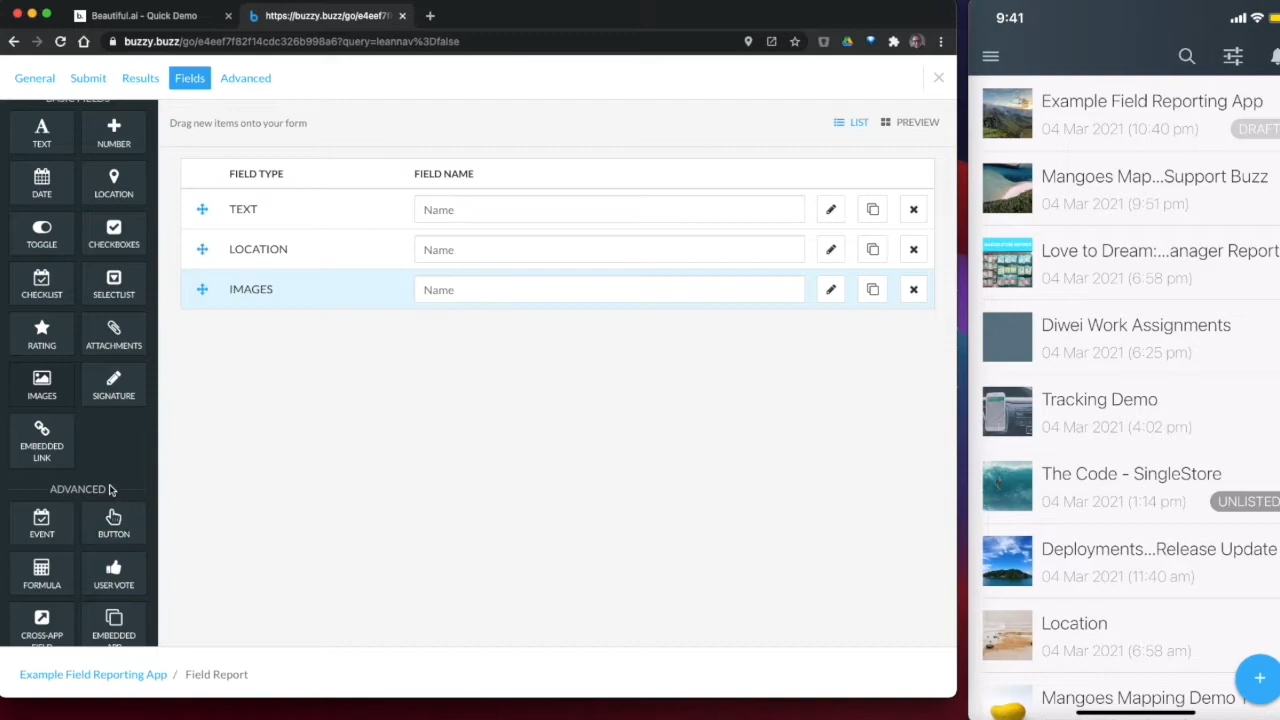 Beautiful.ai - Quick Demo
https://buzzy.buzz/go/e4eef7f
9:41
buzzy.buzz/go/e4eef7f82f14cdc326b998a6?query=leannav%3Dfalse
General
Submit
Results
Fields
Advanced
BASIC FIELDS
TEXT
NUMBER
DATE
LOCATION
TOGGLE
CHECKBOXES
CHECKLIST
SELECTLIST
RATING
ATTACHMENTS
IMAGES
SIGNATURE
EMBEDDED
LINK
ADVANCED
EVENT
BUTTON
FORMULA
USER VOTE
CROSS-APP
FIELD
EMBEDDED
APP
Drag new items onto your form
LIST
PREVIEW
FIELD TYPE
FIELD NAME
TEXT
Name
LOCATION
Name
IMAGES
Name
Example Field Reporting App / Field Report
Example Field Reporting App
04 Mar 2021 (10:40 pm)
DRAFT
Mangoes Map...Support Buzz
04 Mar 2021 (9:51 pm)
Love to Dream:...anager Report
04 Mar 2021 (6:58 pm)
Diwei Work Assignments
04 Mar 2021 (6:25 pm)
Tracking Demo
04 Mar 2021 (4:02 pm)
The Code - SingleStore
04 Mar 2021 (1:14 pm)
UNLISTED
Deployments...Release Update
04 Mar 2021 (11:46 am)
Location
04 Mar 2021 (6:58 am)
Mangoes Mapping Demo